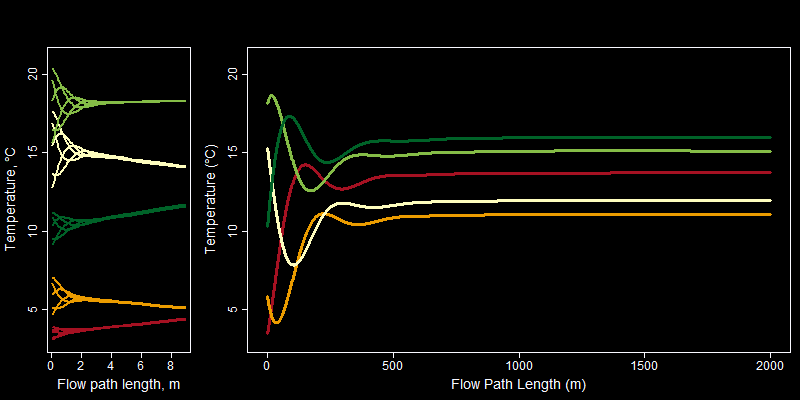 Temperature, °C
20
15
10
5
0 2 4 6 8
Flow path length, m
Temperature (°C)
20
15
10
5
0 500 1000 1500 2000
Flow Path Length (m)